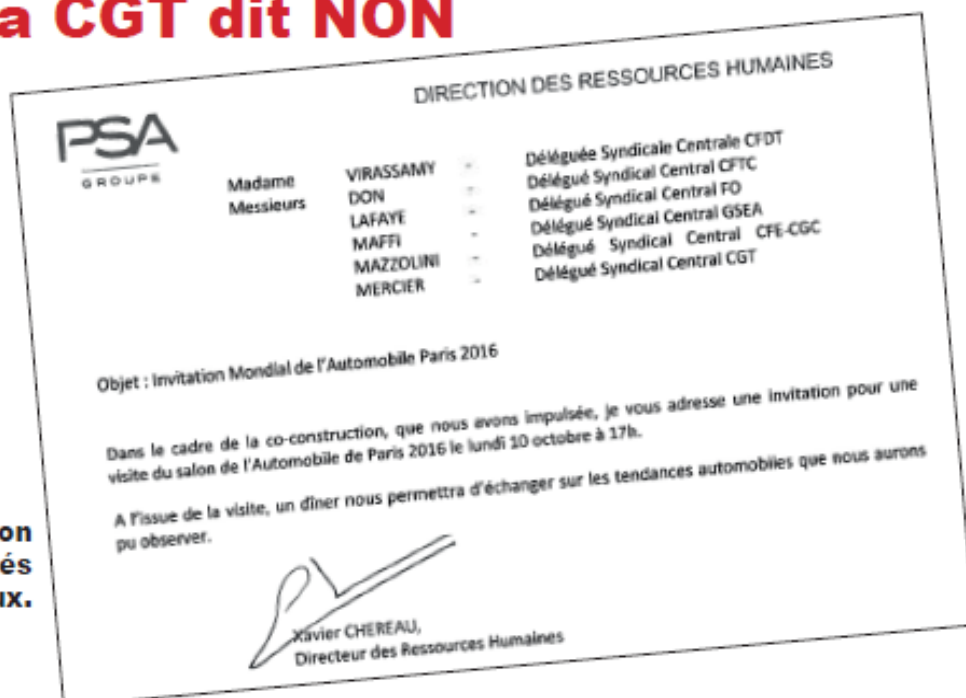 a CGT dit NON
DIRECTION DES RESSOURCES HUMAINES
PSA
GROUPE
Madame VIRASSAMY - Déléguée Syndicale Centrale CFDT
Messieurs DON - Délégué Syndical Central CFTC
LAFAYE - Délégué Syndical Central FO
MAFFI - Délégué Syndical Central GSEA
MAZZOLINI - Délégué Syndical Central CFE-CGC
MERCIER - Délégué Syndical Central CGT
Objet : Invitation Mondial de l'Automobile Paris 2016
Dans le cadre de la co-construction, que nous avons impulsée, je vous adresse une invitation pour une
visite du salon de l'Automobile de Paris 2016 le lundi 10 octobre à 17h.
A l'issue de la visite, un dîner nous permettra d'échanger sur les tendances automobiles que nous aurons
pu observer.
on
és
ux.
Xavier CHEREAU,
Directeur des Ressources Humaines